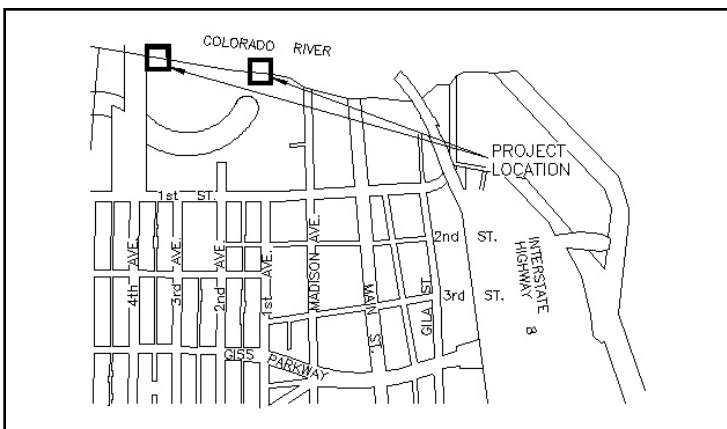 COLORADO RIVER
PROJECT
LOCATION
1st ST.
2nd ST.
3rd ST.
4th AVE.
3rd AVE.
2nd AVE.
1st AVE.
MADISON AVE.
MAIN ST.
GILA ST.
INTERSTATE
HIGHWAY 8
GISS PARKWAY